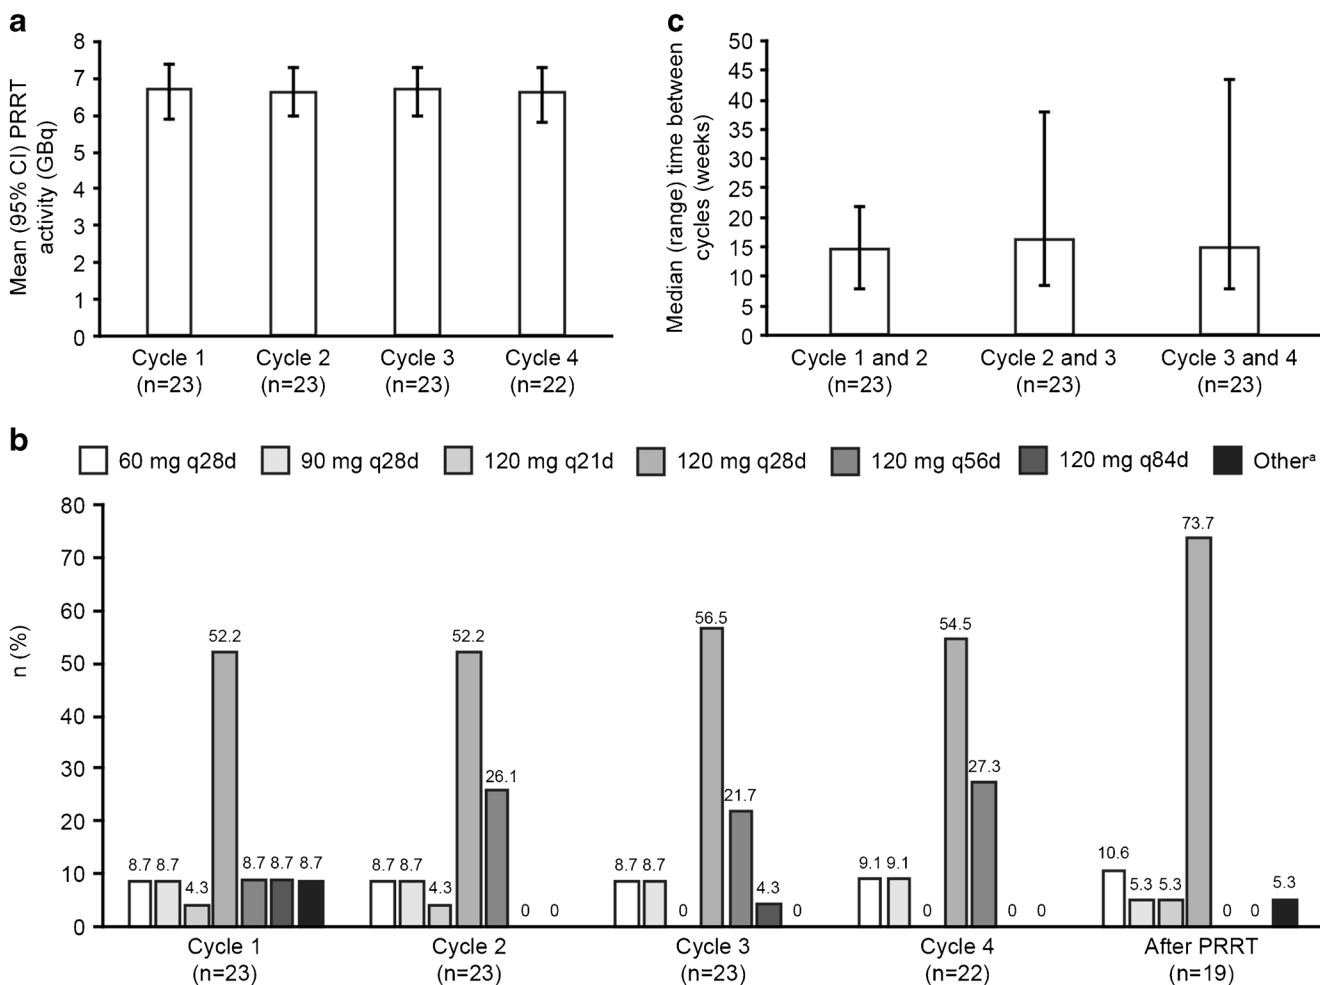 a
Mean (95% CI) PRRT
activity (GBq)
8
7
6
5
4
3
2
1
0
Cycle 1
(n=23)
Cycle 2
(n=23)
Cycle 3
(n=23)
Cycle 4
(n=22)
c
Median (range) time between
cycles (weeks)
50
45
40
35
30
25
20
15
10
5
0
Cycle 1 and 2
(n=23)
Cycle 2 and 3
(n=23)
Cycle 3 and 4
(n=23)
b
60 mg q28d
90 mg q28d
120 mg q21d
120 mg q28d
120 mg q56d
120 mg q84d
Otherᵃ
n (%)
80
70
60
50
40
30
20
10
0
8.7 8.7 4.3 52.2 8.7 8.7 8.7
Cycle 1
(n=23)
8.7 8.7 4.3 52.2 26.1 0 0
Cycle 2
(n=23)
8.7 8.7 0 56.5 21.7 4.3 0
Cycle 3
(n=23)
9.1 9.1 0 54.5 27.3 0 0
Cycle 4
(n=22)
10.6 5.3 5.3 73.7 0 0 5.3
After PRRT
(n=19)